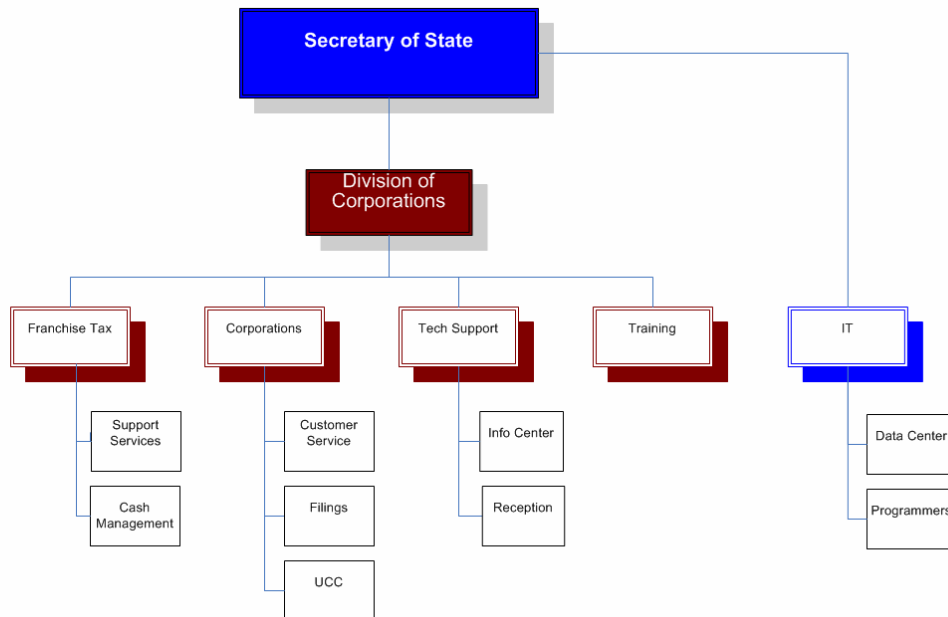 Secretary of State
Division of
Corporations
Franchise Tax
Corporations
Tech Support
Training
IT
Support
Services
Customer
Service
Info Center
Data Center
Cash
Management
Filings
Reception
Programmers
UCC